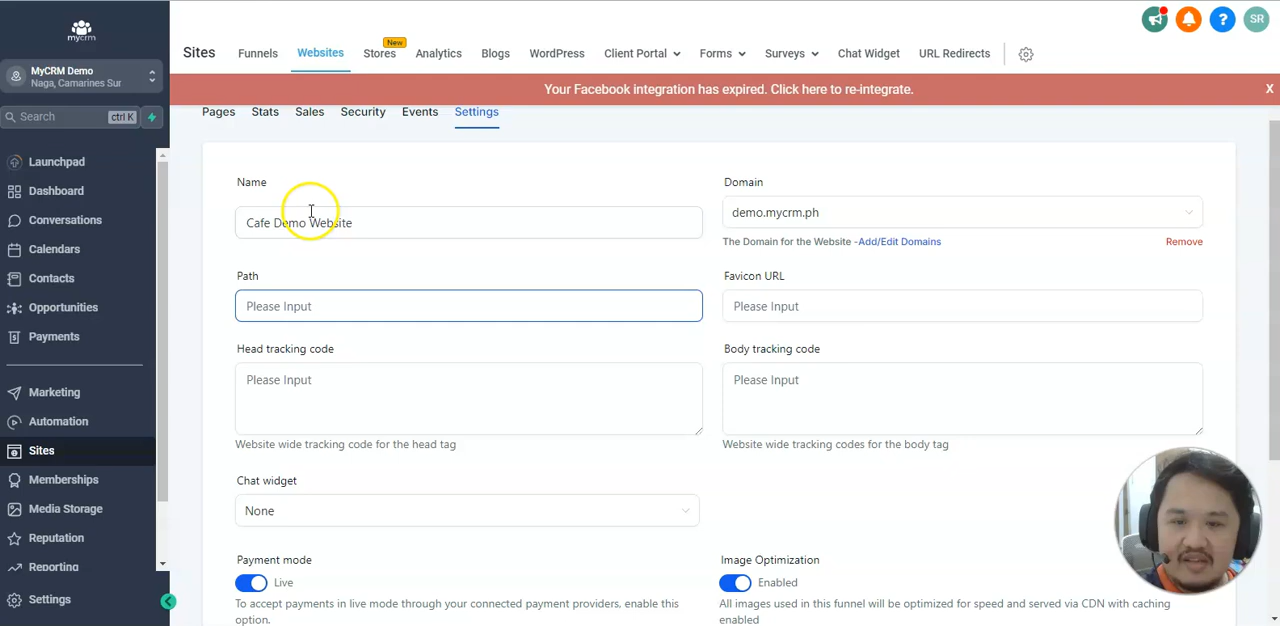 mycrm
MyCRM Demo
Naga, Camarines Sur
Search
ctrl K
Launchpad
Dashboard
Conversations
Calendars
Contacts
Opportunities
Payments
Marketing
Automation
Sites
Memberships
Media Storage
Reputation
Reporting
Settings
SR
Sites
Funnels
Websites
New
Stores
Analytics
Blogs
WordPress
Client Portal
Forms
Surveys
Chat Widget
URL Redirects
Your Facebook integration has expired. Click here to re-integrate.
X
Pages
Stats
Sales
Security
Events
Settings
Name
Cafe Demo Website
Domain
demo.mycrm.ph
The Domain for the Website -Add/Edit Domains
Remove
Path
Please Input
Favicon URL
Please Input
Head tracking code
Please Input
Website wide tracking code for the head tag
Body tracking code
Please Input
Website wide tracking codes for the body tag
Chat widget
None
Payment mode
Live
To accept payments in live mode through your connected payment providers, enable this
option.
Image Optimization
Enabled
All images used in this funnel will be optimized for speed and served via CDN with caching
enabled